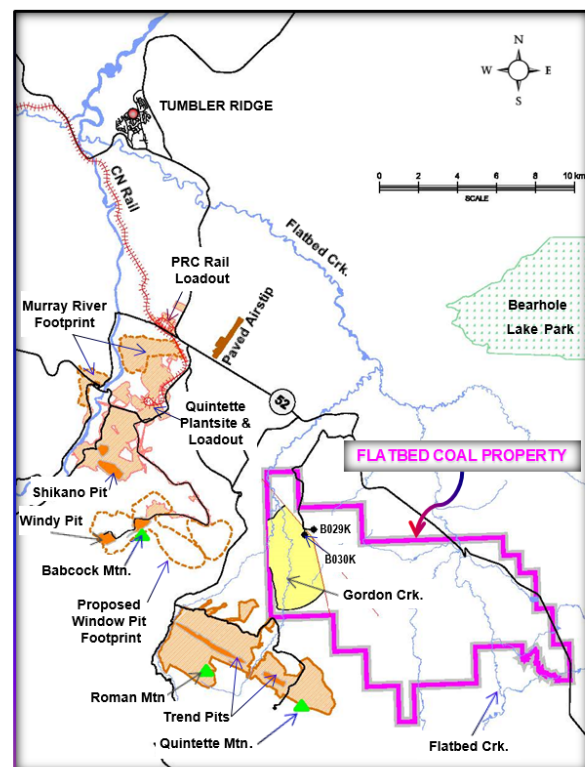 N
W
E
S
TUMBLER RIDGE
0
2
4
6
8
10 km
SCALE
CN Rail
Flatbed Crk.
PRC Rail
Loadout
Murray River
Footprint
Paved Airstip
Bearhole
Lake Park
52
Quintette
Plantsite &
Loadout
FLATBED COAL PROPERTY
Shikano Pit
Windy Pit
B029K
B030K
Babcock Mtn.
Gordon Crk.
Proposed
Window Pit
Footprint
Roman Mtn
Trend Pits
Quintette Mtn.
Flatbed Crk.